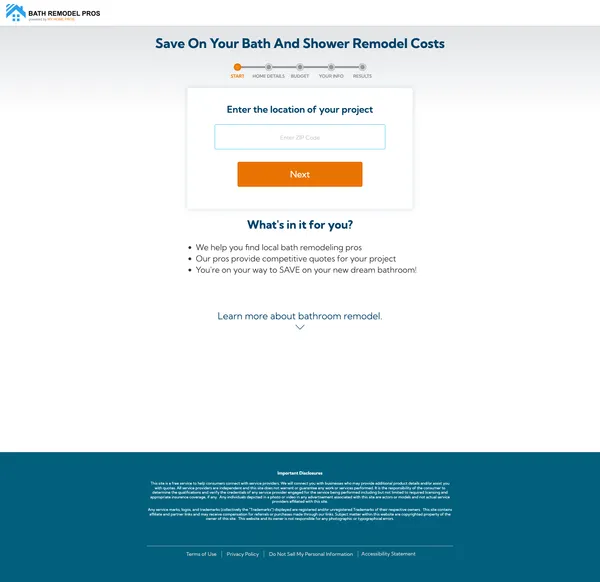 BATH REMODEL PROS
powered by MY HOME PROS
Save On Your Bath And Shower Remodel Costs
START HOME DETAILS BUDGET YOUR INFO RESULTS
Enter the location of your project
Enter ZIP Code
Next
What's in it for you?
We help you find local bath remodeling pros
Our pros provide competitive quotes for your project
You're on your way to SAVE on your new dream bathroom!
Learn more about bathroom remodel.
Important Disclosures
This site is a free service to help consumers connect with service providers. We will connect you with businesses who may provide additional product details and/or assist you
with quotes. All service providers are independent and this site does not warrant or guarantee any work or services performed. It is the responsibility of the consumer to
determine the qualifications and verify the credentials of any service provider engaged for the service being performed including but not limited to required licensing and
appropriate insurance coverage, if any. Any individuals depicted in a photo or video in any advertisement associated with this site are actors or models and not actual service
providers affiliated with this site.
Any service marks, logos, and trademarks (collectively the "Trademarks") displayed are registered and/or unregistered Trademarks of their respective owners. This site contains
affiliate and partner links and may receive compensation for referrals or purchases made through our links. Subject matter within this website are copyrighted property of the
owner of this site. This website and its owner is not responsible for any photographic or typographical errors.
Terms of Use | Privacy Policy | Do Not Sell My Personal Information | Accessibility Statement